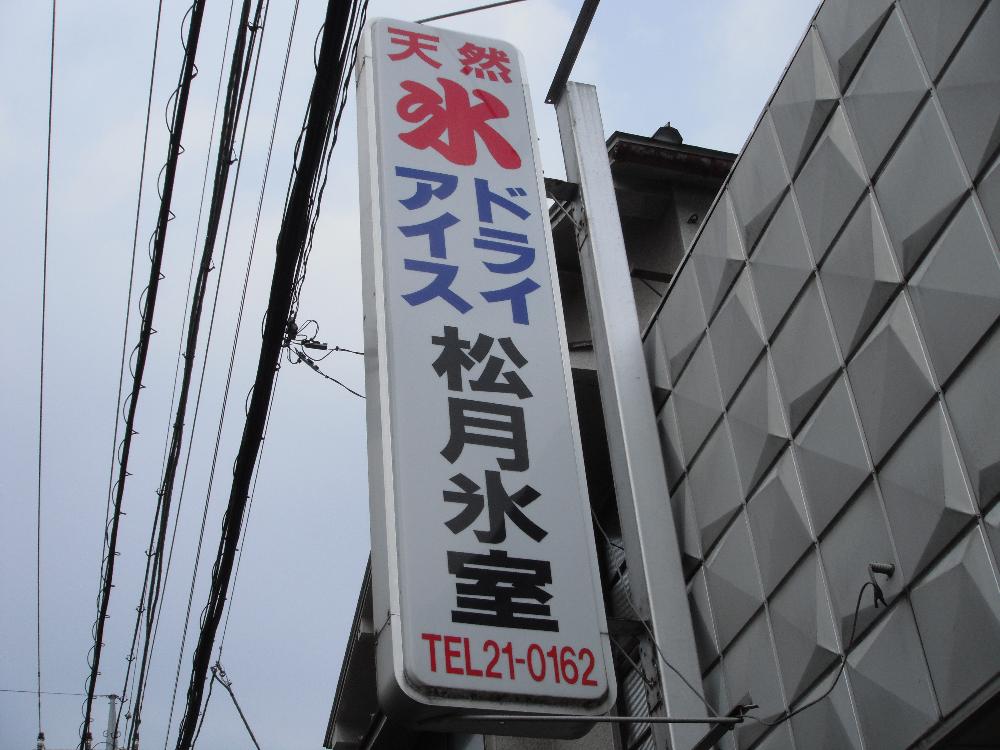 天然
氷
ドライ
アイス
松月氷室
TEL21-0162